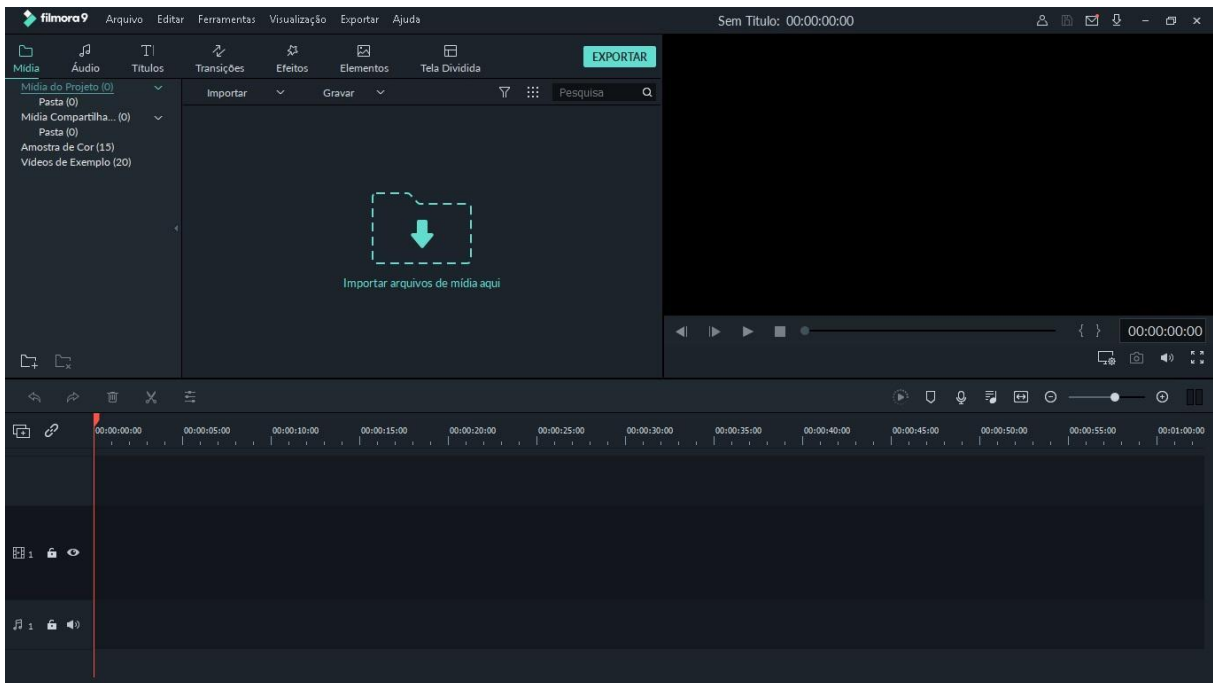 filmora9 Arquivo Editar Ferramentas Visualização Exportar Ajuda Sem Titulo: 00:00:00:00
Mídia Áudio Títulos Transições Efeitos Elementos Tela Dividida EXPORTAR
Mídia do Projeto (0)
Pasta (0)
Mídia Compartilha... (0)
Pasta (0)
Amostra de Cor (15)
Vídeos de Exemplo (20)
Importar Gravar Pesquisa
Importar arquivos de mídia aqui
00:00:00:00
00:00:00:00 00:00:05:00 00:00:10:00 00:00:15:00 00:00:20:00 00:00:25:00 00:00:30:00 00:00:35:00 00:00:40:00 00:00:45:00 00:00:50:00 00:00:55:00 00:01:00:00
1
1